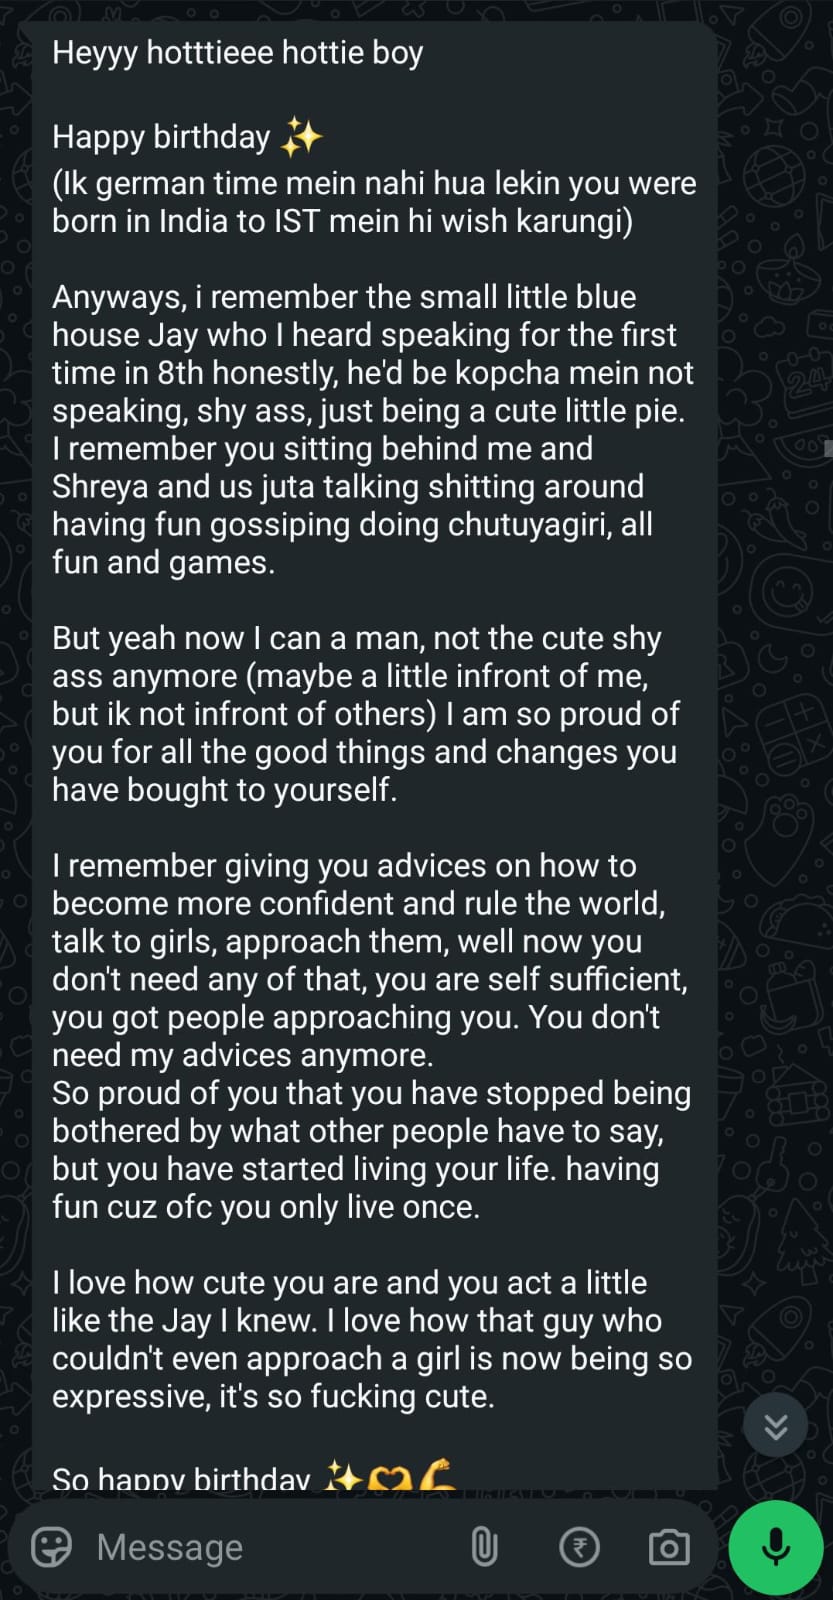 Heyyy hotttieee hottie boy
Happy birthday ✨
(Ik german time mein nahi hua lekin you were
born in India to IST mein hi wish karungi)
Anyways, i remember the small little blue
house Jay who I heard speaking for the first
time in 8th honestly, he'd be kopcha mein not
speaking, shy ass, just being a cute little pie.
I remember you sitting behind me and
Shreya and us juta talking shitting around
having fun gossiping doing chutuyagiri, all
fun and games.
But yeah now I can a man, not the cute shy
ass anymore (maybe a little infront of me,
but ik not infront of others) I am so proud of
you for all the good things and changes you
have bought to yourself.
I remember giving you advices on how to
become more confident and rule the world,
talk to girls, approach them, well now you
don't need any of that, you are self sufficient,
you got people approaching you. You don't
need my advices anymore.
So proud of you that you have stopped being
bothered by what other people have to say,
but you have started living your life. having
fun cuz ofc you only live once.
I love how cute you are and you act a little
like the Jay I knew. I love how that guy who
couldn't even approach a girl is now being so
expressive, it's so fucking cute.
So happy birthday ✨🫶💪
Message